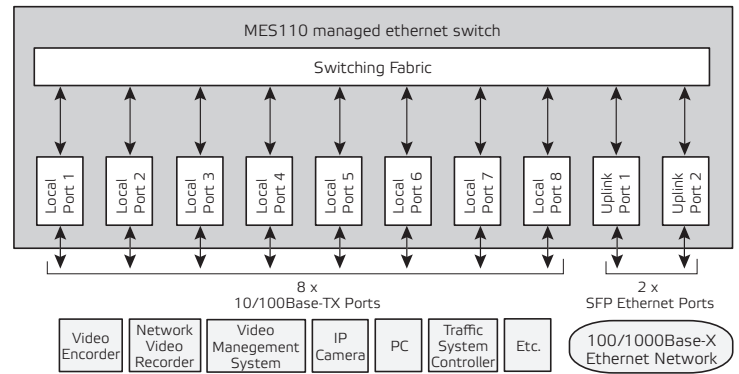 MES110 managed ethernet switch
Switching Fabric
Local Port 1
Local Port 2
Local Port 3
Local Port 4
Local Port 5
Local Port 6
Local Port 7
Local Port 8
Uplink Port 1
Uplink Port 2
8 x
10/100Base-TX Ports
2 x
SFP Ethernet Ports
Video
Encorder
Network
Video
Recorder
Video
Manegement
System
IP
Camera
PC
Traffic
System
Controller
Etc.
100/1000Base-X
Ethernet Network